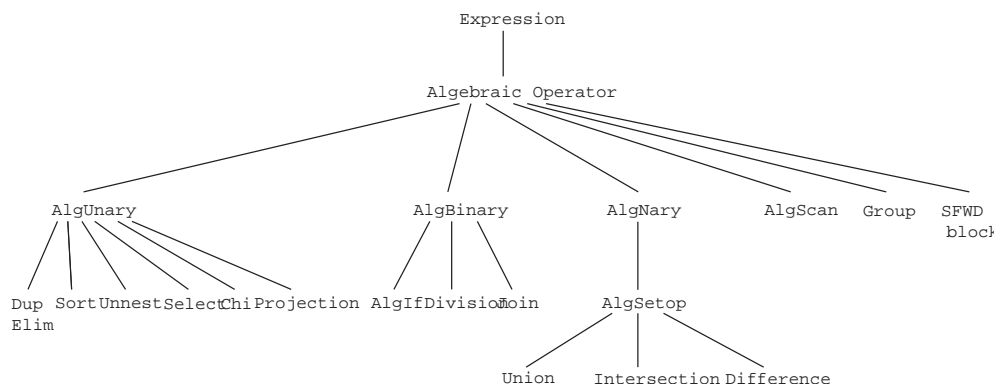 Expression
Algebraic Operator
AlgUnary AlgBinary AlgNary AlgScan Group SFWD
block
Dup Sort Unnest Select Chi Projection AlgIf Division Join AlgSetop
Elim
Union Intersection Difference